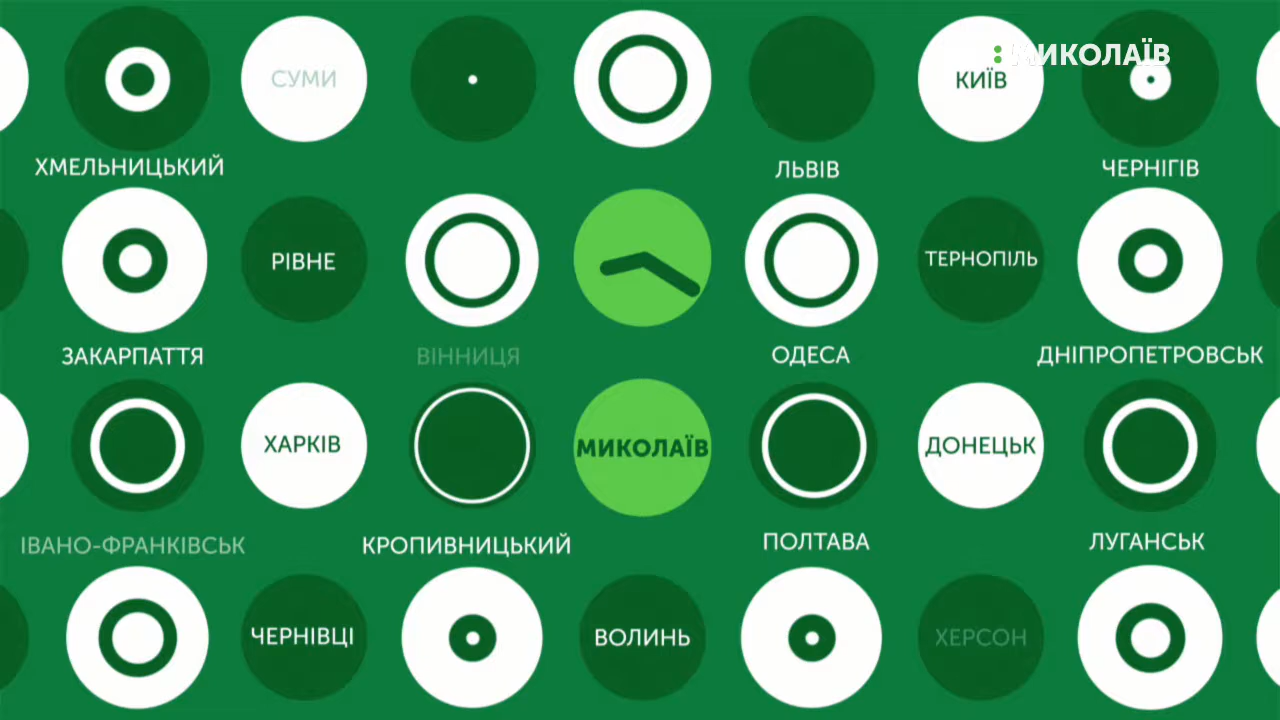 МИКОЛАЇВ
СУМИ
КИЇВ
ХМЕЛЬНИЦЬКИЙ
ЛЬВІВ
ЧЕРНІГІВ
РІВНЕ
ТЕРНОПІЛЬ
ЗАКАРПАТТЯ
ВІННИЦЯ
ОДЕСА
ДНІПРОПЕТРОВСЬК
ХАРКІВ
МИКОЛАЇВ
ДОНЕЦЬК
ІВАНО-ФРАНКІВСЬК
КРОПИВНИЦЬКИЙ
ПОЛТАВА
ЛУГАНСЬК
ЧЕРНІВЦІ
ВОЛИНЬ
ХЕРСОН